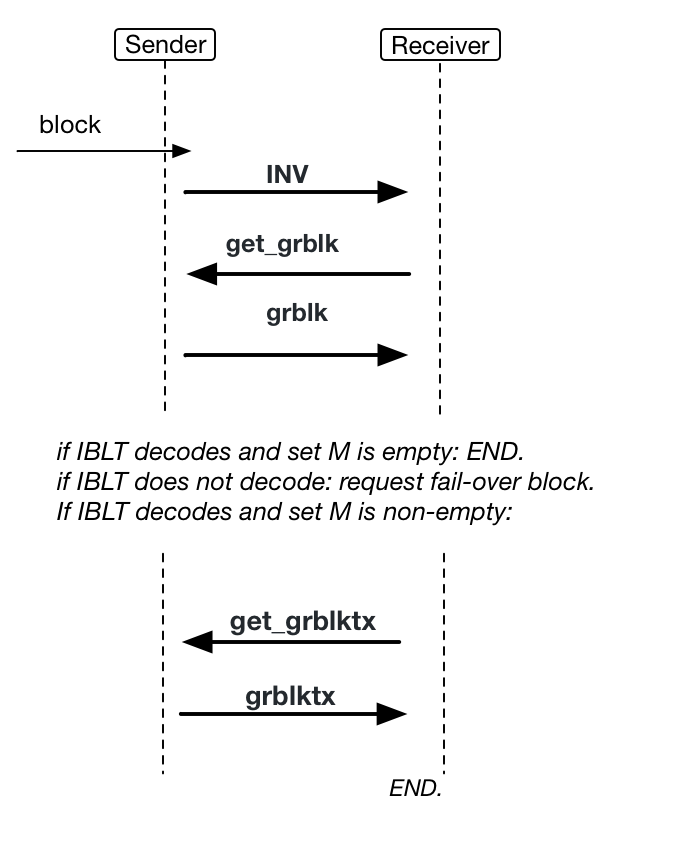 Sender Receiver
block
INV
get_grblk
grblk
if IBLT decodes and set M is empty: END.
if IBLT does not decode: request fail-over block.
If IBLT decodes and set M is non-empty:
get_grblktx
grblktx
END.